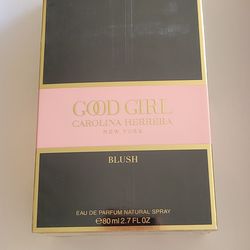 GOOD GIRL
CAROLINA HERRERA
NEW YORK
BLUSH
EAU DE PARFUM NATURAL SPRAY
℮80 ml 2.7 FL.OZ